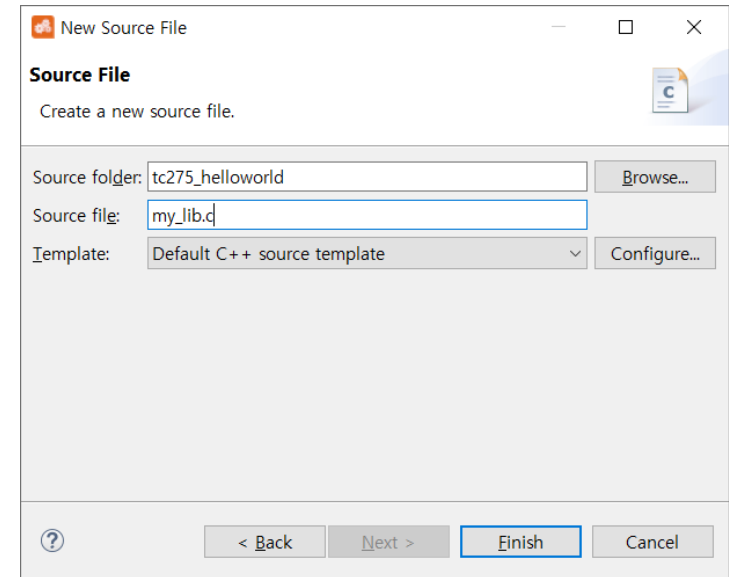 New Source File
Source File
Create a new source file.
C
Source folder: tc275_helloworld Browse...
Source file: my_lib.c
Template: Default C++ source template Configure...
? < Back Next > Finish Cancel